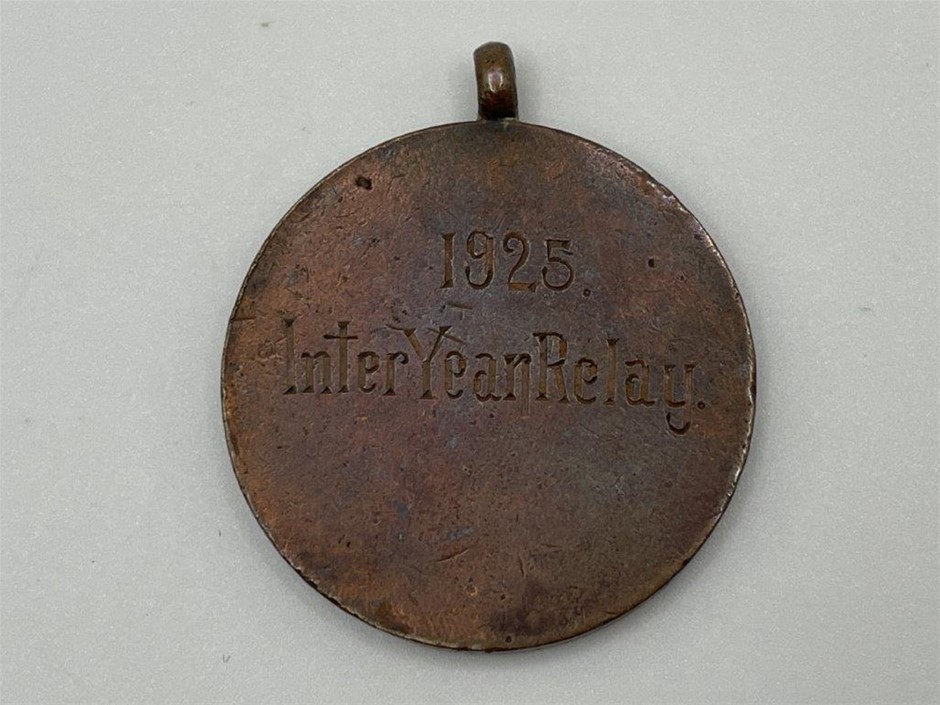 1925.
Inter Year Relay.